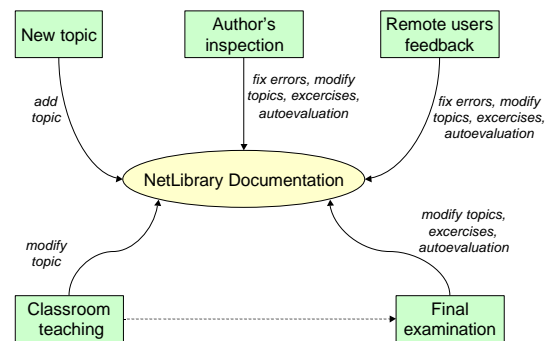 New topic
Author's
inspection
Remote users
feedback
add
topic
fix errors, modify
topics, excercises,
autoevaluation
fix errors, modify
topics, excercises,
autoevaluation
NetLibrary Documentation
modify
topic
modify topics,
excercises,
autoevaluation
Classroom
teaching
Final
examination